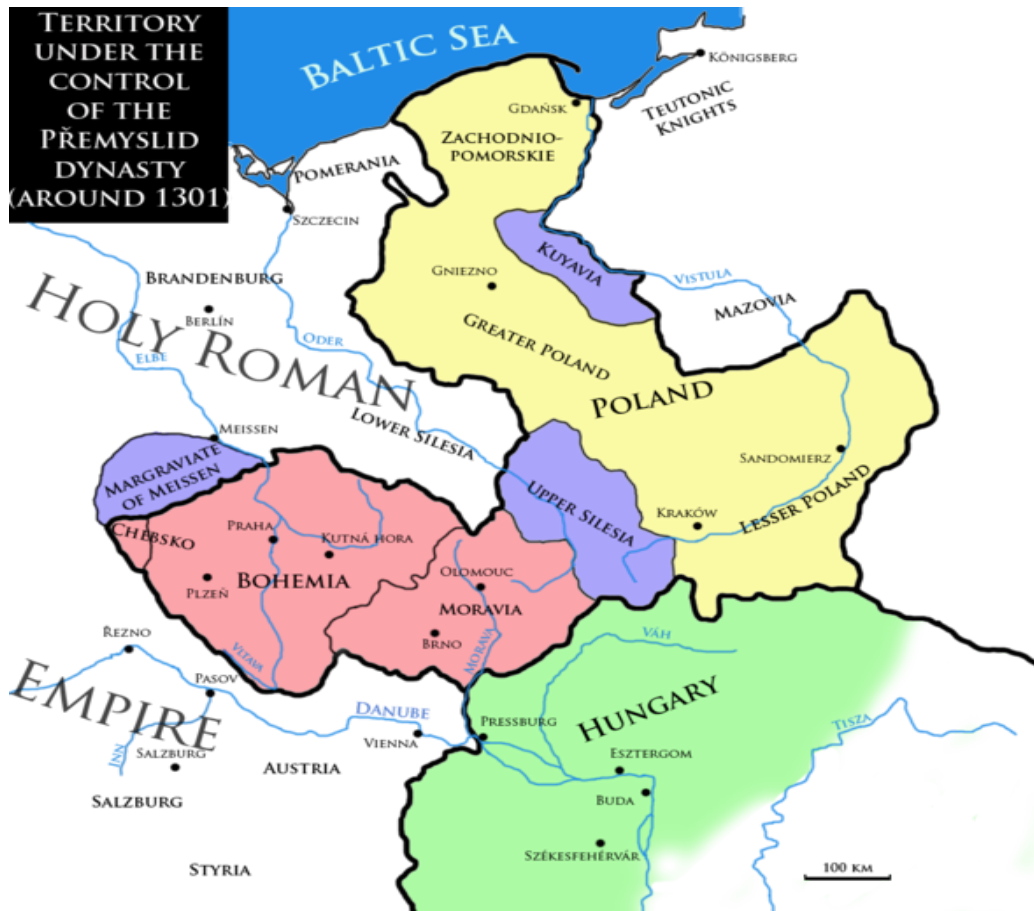 TERRITORY
UNDER THE
CONTROL
OF THE
PŘEMYSLID
DYNASTY
(AROUND 1301)
BALTIC SEA
KÖNIGSBERG
TEUTONIC
KNIGHTS
GDAŃSK
ZACHODNIO-
POMORSKIE
POMERANIA
SZCZECIN
KUYAVIA
GNIEZNO
VISTULA
MAZOVIA
BRANDENBURG
BERLÍN
HOLY ROMAN
ODER
ELBE
GREATER POLAND
POLAND
LOWER SILESIA
MEISSEN
MARGRAVIATE
OF MEISSEN
UPPER SILESIA
SANDOMIERZ
KRAKÓW
LESSER POLAND
CHEBSKO
PRAHA
KUTNÁ HORA
BOHEMIA
PLZEŇ
OLOMOUC
MORAVIA
BRNO
MORAVA
VLTAVA
ŘEZNO
PASOV
EMPIRE
INN
SALZBURG
SALZBURG
AUSTRIA
DANUBE
VIENNA
PRESSBURG
VÁH
HUNGARY
TISZA
ESZTERGOM
BUDA
SZÉKESFEHÉRVÁR
STYRIA
100 KM